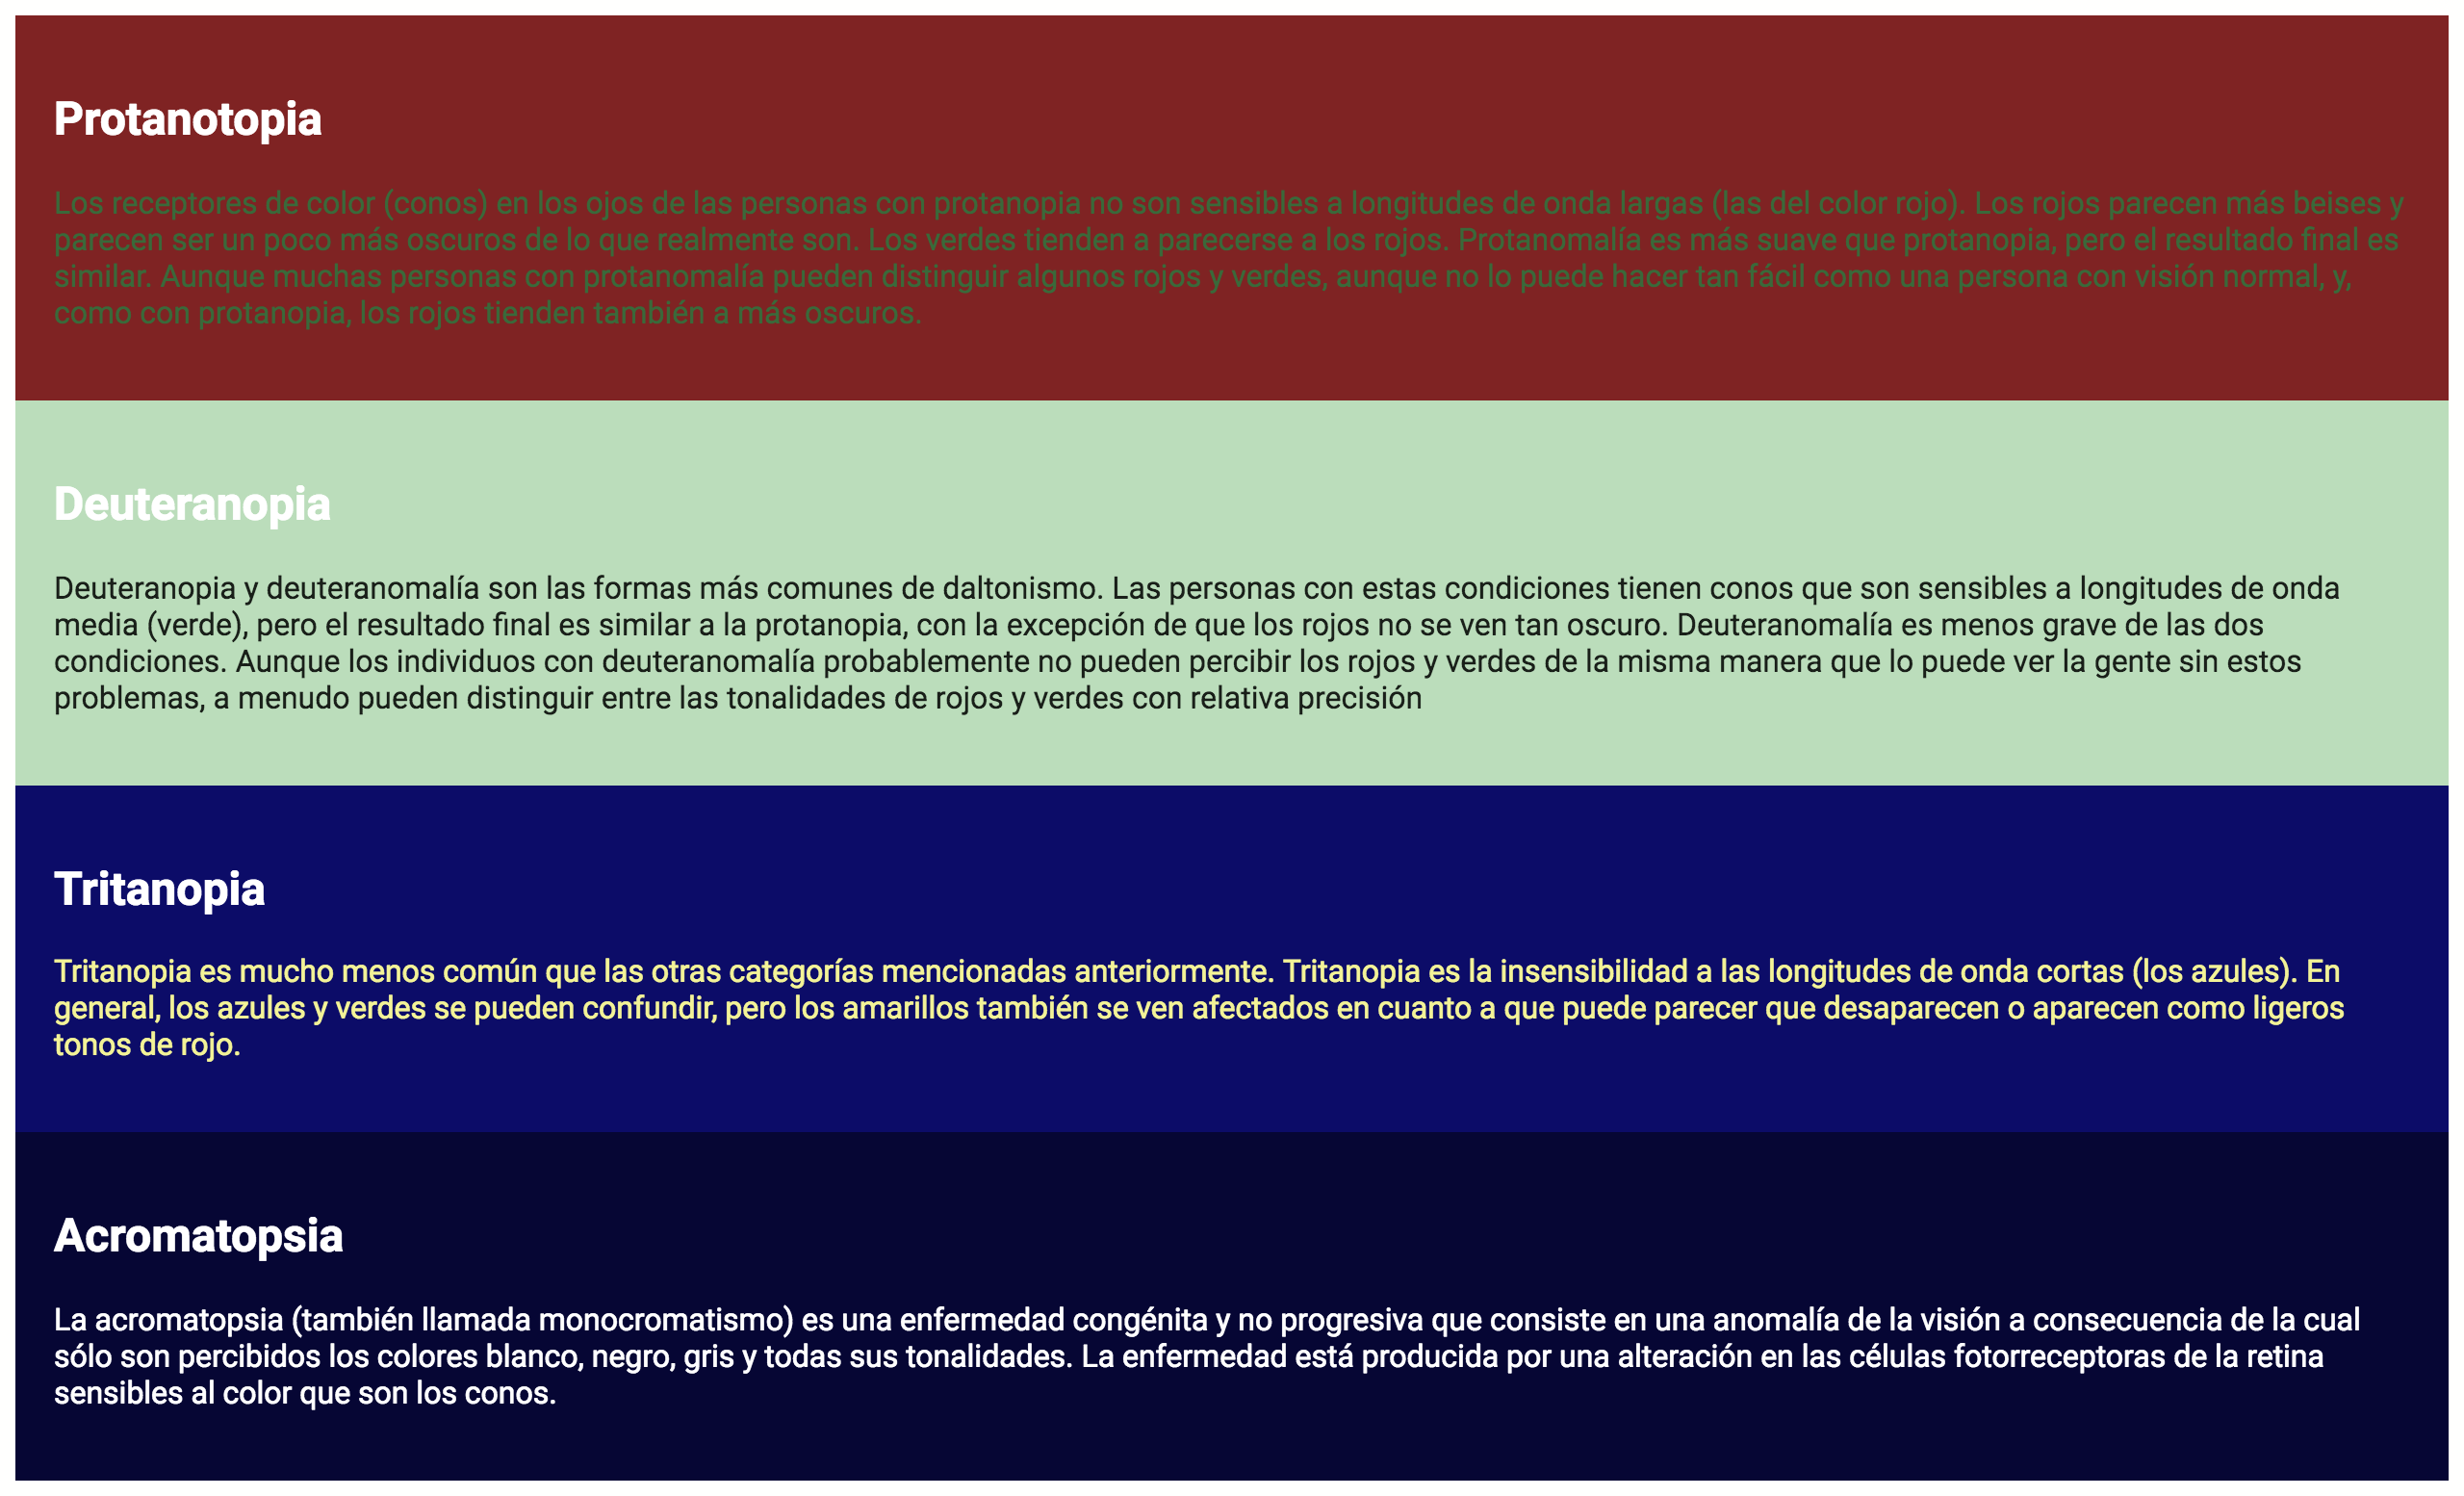 Protanotopia
Los receptores de color (conos) en los ojos de las personas con protanopia no son sensibles a longitudes de onda largas (las del color rojo). Los rojos parecen más beises y
parecen ser un poco más oscuros de lo que realmente son. Los verdes tienden a parecerse a los rojos. Protanomalía es más suave que protanopia, pero el resultado final es
similar. Aunque muchas personas con protanomalía pueden distinguir algunos rojos y verdes, aunque no lo puede hacer tan fácil como una persona con visión normal, y,
como con protanopia, los rojos tienden también a más oscuros.
Deuteranopia
Deuteranopia y deuteranomalía son las formas más comunes de daltonismo. Las personas con estas condiciones tienen conos que son sensibles a longitudes de onda
media (verde), pero el resultado final es similar a la protanopia, con la excepción de que los rojos no se ven tan oscuro. Deuteranomalía es menos grave de las dos
condiciones. Aunque los individuos con deuteranomalía probablemente no pueden percibir los rojos y verdes de la misma manera que lo puede ver la gente sin estos
problemas, a menudo pueden distinguir entre las tonalidades de rojos y verdes con relativa precisión
Tritanopia
Tritanopia es mucho menos común que las otras categorías mencionadas anteriormente. Tritanopia es la insensibilidad a las longitudes de onda cortas (los azules). En
general, los azules y verdes se pueden confundir, pero los amarillos también se ven afectados en cuanto a que puede parecer que desaparecen o aparecen como ligeros
tonos de rojo.
Acromatopsia
La acromatopsia (también llamada monocromatismo) es una enfermedad congénita y no progresiva que consiste en una anomalía de la visión a consecuencia de la cual
sólo son percibidos los colores blanco, negro, gris y todas sus tonalidades. La enfermedad está producida por una alteración en las células fotorreceptoras de la retina
sensibles al color que son los conos.